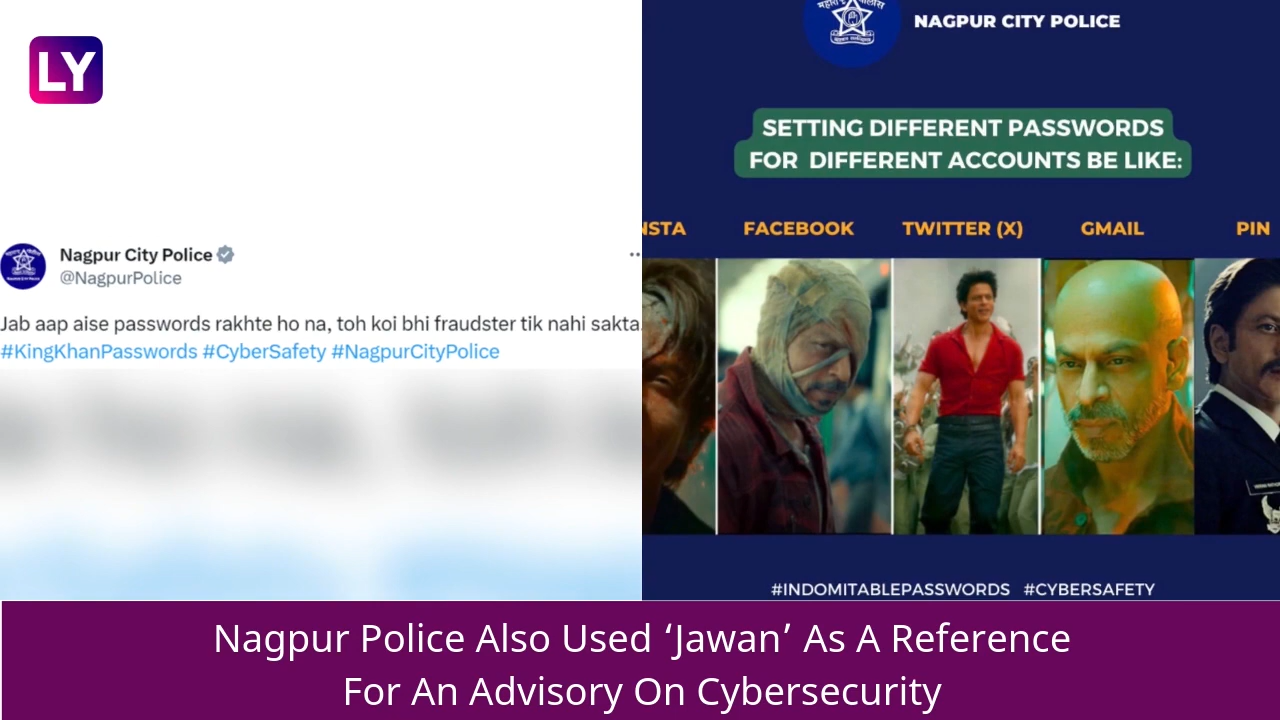 LY
Nagpur City Police
@NagpurPolice
Jab aap aise passwords rakhte ho na, toh koi bhi fraudster tik nahi sakta.
#KingKhanPasswords #CyberSafety #NagpurCityPolice
NAGPUR CITY POLICE
SETTING DIFFERENT PASSWORDS
FOR DIFFERENT ACCOUNTS BE LIKE:
NSTA FACEBOOK TWITTER (X) GMAIL PIN
#INDOMITABLEPASSWORDS #CYBERSAFETY
Nagpur Police Also Used ‘Jawan’ As A Reference
For An Advisory On Cybersecurity